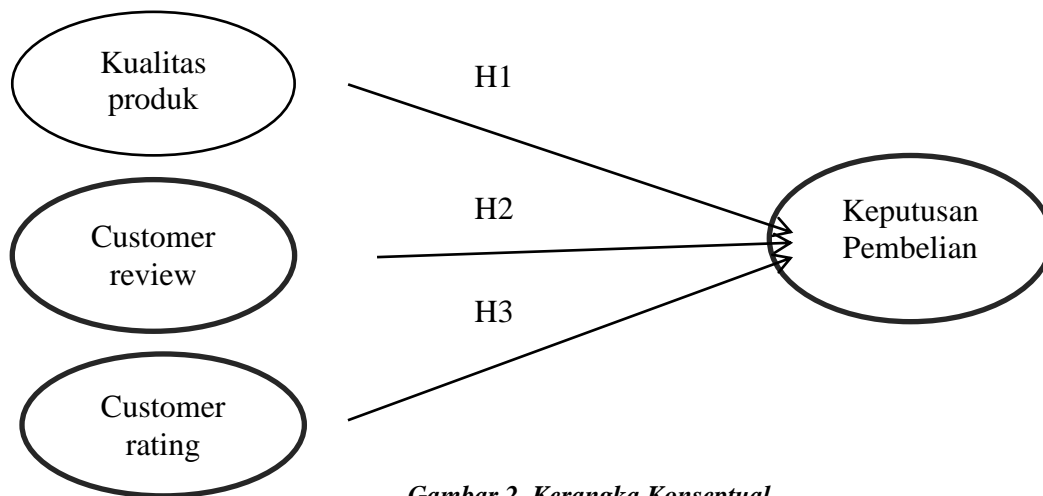 Kualitas
produk
H1
Customer
review
H2
Keputusan
Pembelian
H3
Customer
rating
Gambar 2. Kerangka Konseptual